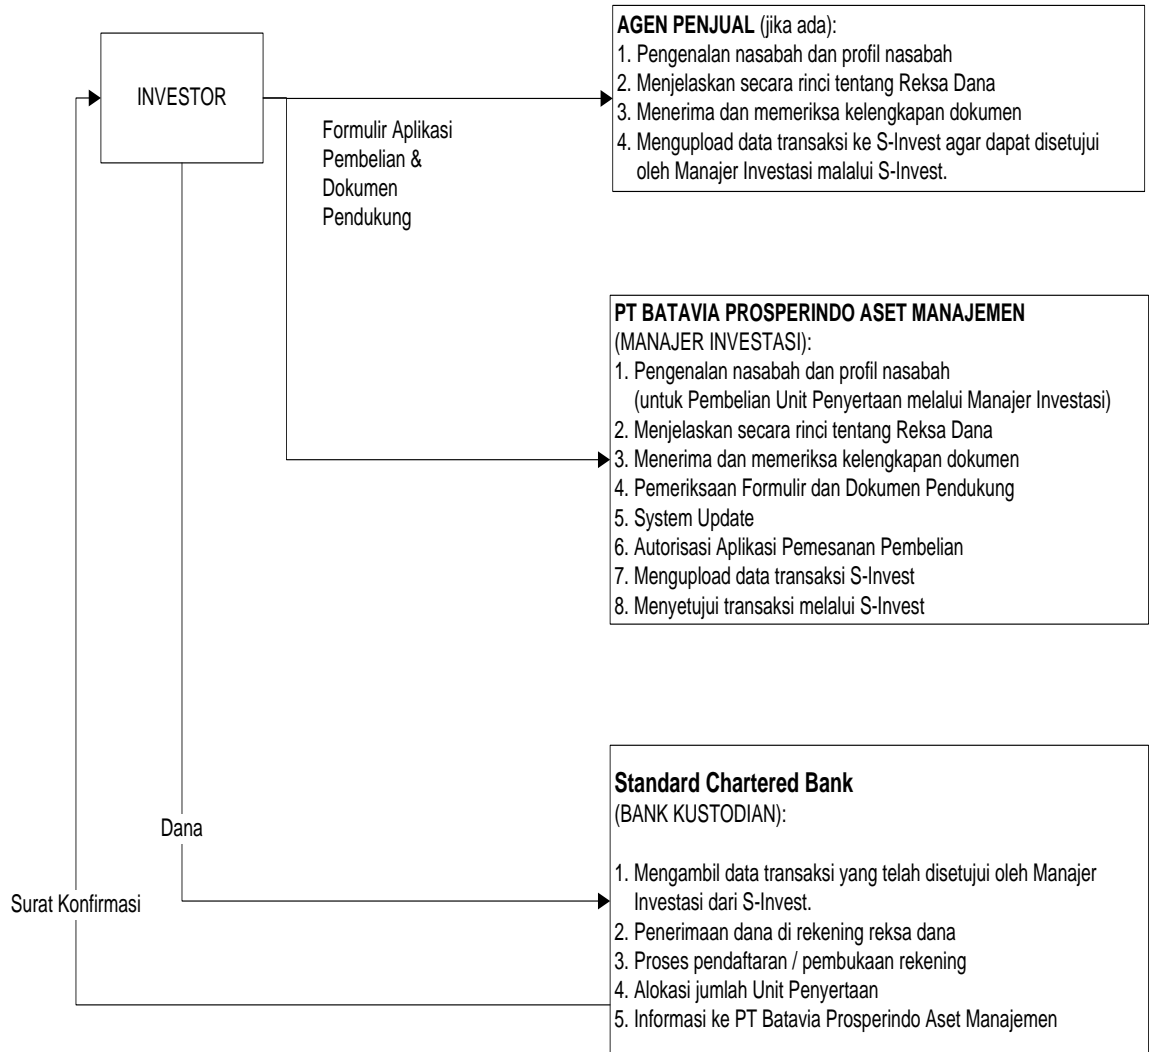 INVESTOR
Formulir Aplikasi
Pembelian &
Dokumen
Pendukung
AGEN PENJUAL (jika ada):
1. Pengenalan nasabah dan profil nasabah
2. Menjelaskan secara rinci tentang Reksa Dana
3. Menerima dan memeriksa kelengkapan dokumen
4. Mengupload data transaksi ke S-Invest agar dapat disetujui
oleh Manajer Investasi malalui S-Invest.
PT BATAVIA PROSPERINDO ASET MANAJEMEN
(MANAJER INVESTASI):
1. Pengenalan nasabah dan profil nasabah
(untuk Pembelian Unit Penyertaan melalui Manajer Investasi)
2. Menjelaskan secara rinci tentang Reksa Dana
3. Menerima dan memeriksa kelengkapan dokumen
4. Pemeriksaan Formulir dan Dokumen Pendukung
5. System Update
6. Autorisasi Aplikasi Pemesanan Pembelian
7. Mengupload data transaksi S-Invest
8. Menyetujui transaksi melalui S-Invest
Dana
Surat Konfirmasi
Standard Chartered Bank
(BANK KUSTODIAN):
1. Mengambil data transaksi yang telah disetujui oleh Manajer
Investasi dari S-Invest.
2. Penerimaan dana di rekening reksa dana
3. Proses pendaftaran / pembukaan rekening
4. Alokasi jumlah Unit Penyertaan
5. Informasi ke PT Batavia Prosperindo Aset Manajemen